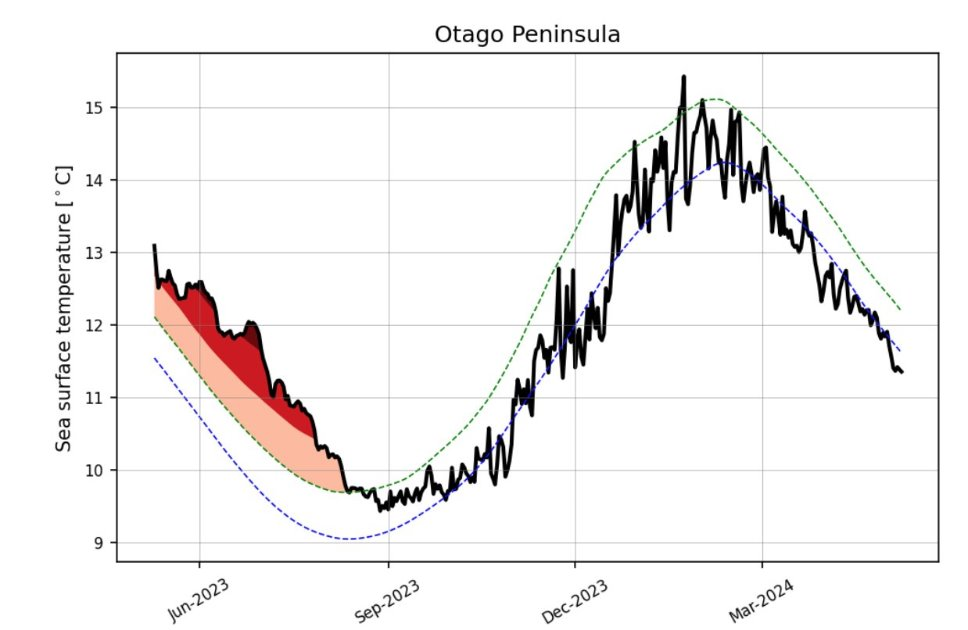 Otago Peninsula
Sea surface temperature [°C]
15
14
13
12
11
10
9
Jun-2023
Sep-2023
Dec-2023
Mar-2024